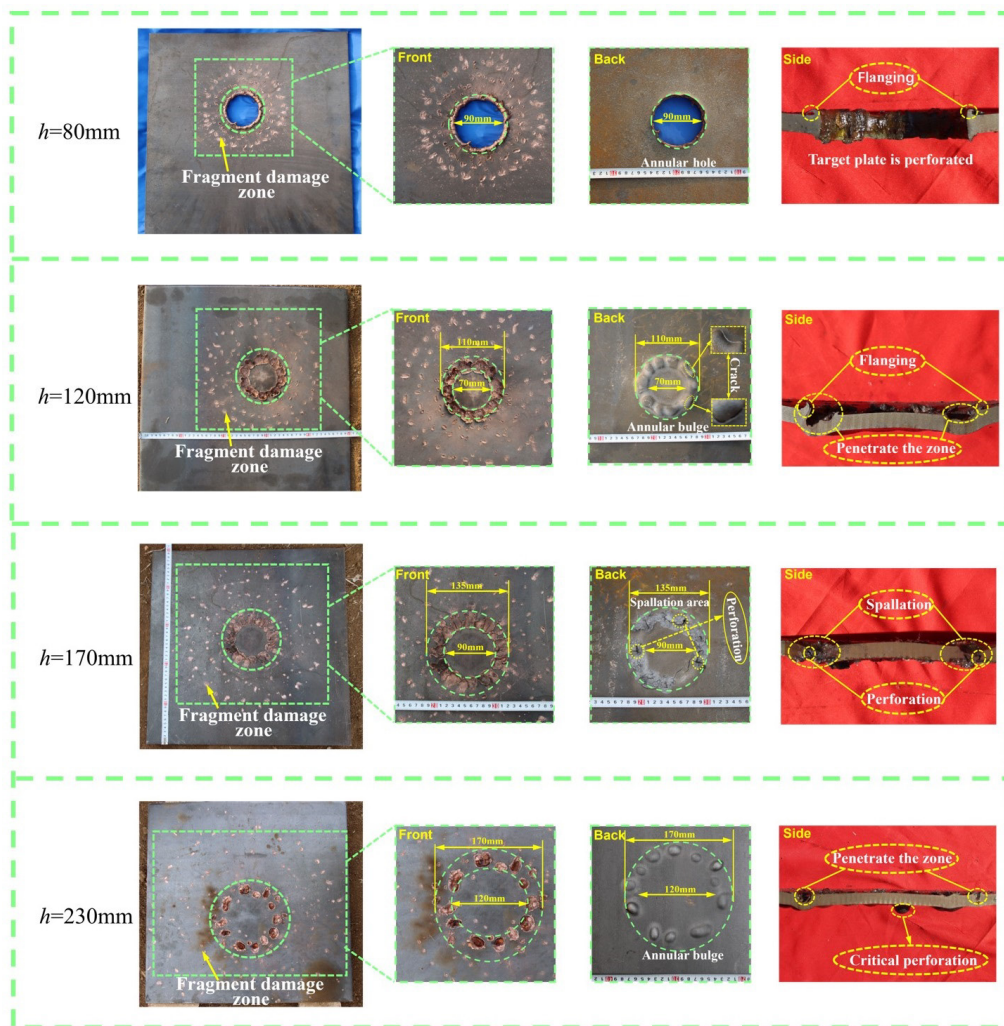 h=80mm
Fragment damage
zone
Front
90mm
Back
90mm
Annular hole
Side
Flanging
Target plate is perforated
h=120mm
Fragment damage
zone
Front
110mm
70mm
Back
110mm
70mm
Crack
Annular bulge
Side
Flanging
Penetrate the zone
h=170mm
Fragment damage
zone
Front
135mm
90mm
Back
135mm
Spallation area
90mm
Perforation
Side
Spallation
Perforation
h=230mm
Fragment damage
zone
Front
170mm
120mm
Back
170mm
120mm
Annular bulge
Side
Penetrate the zone
Critical perforation